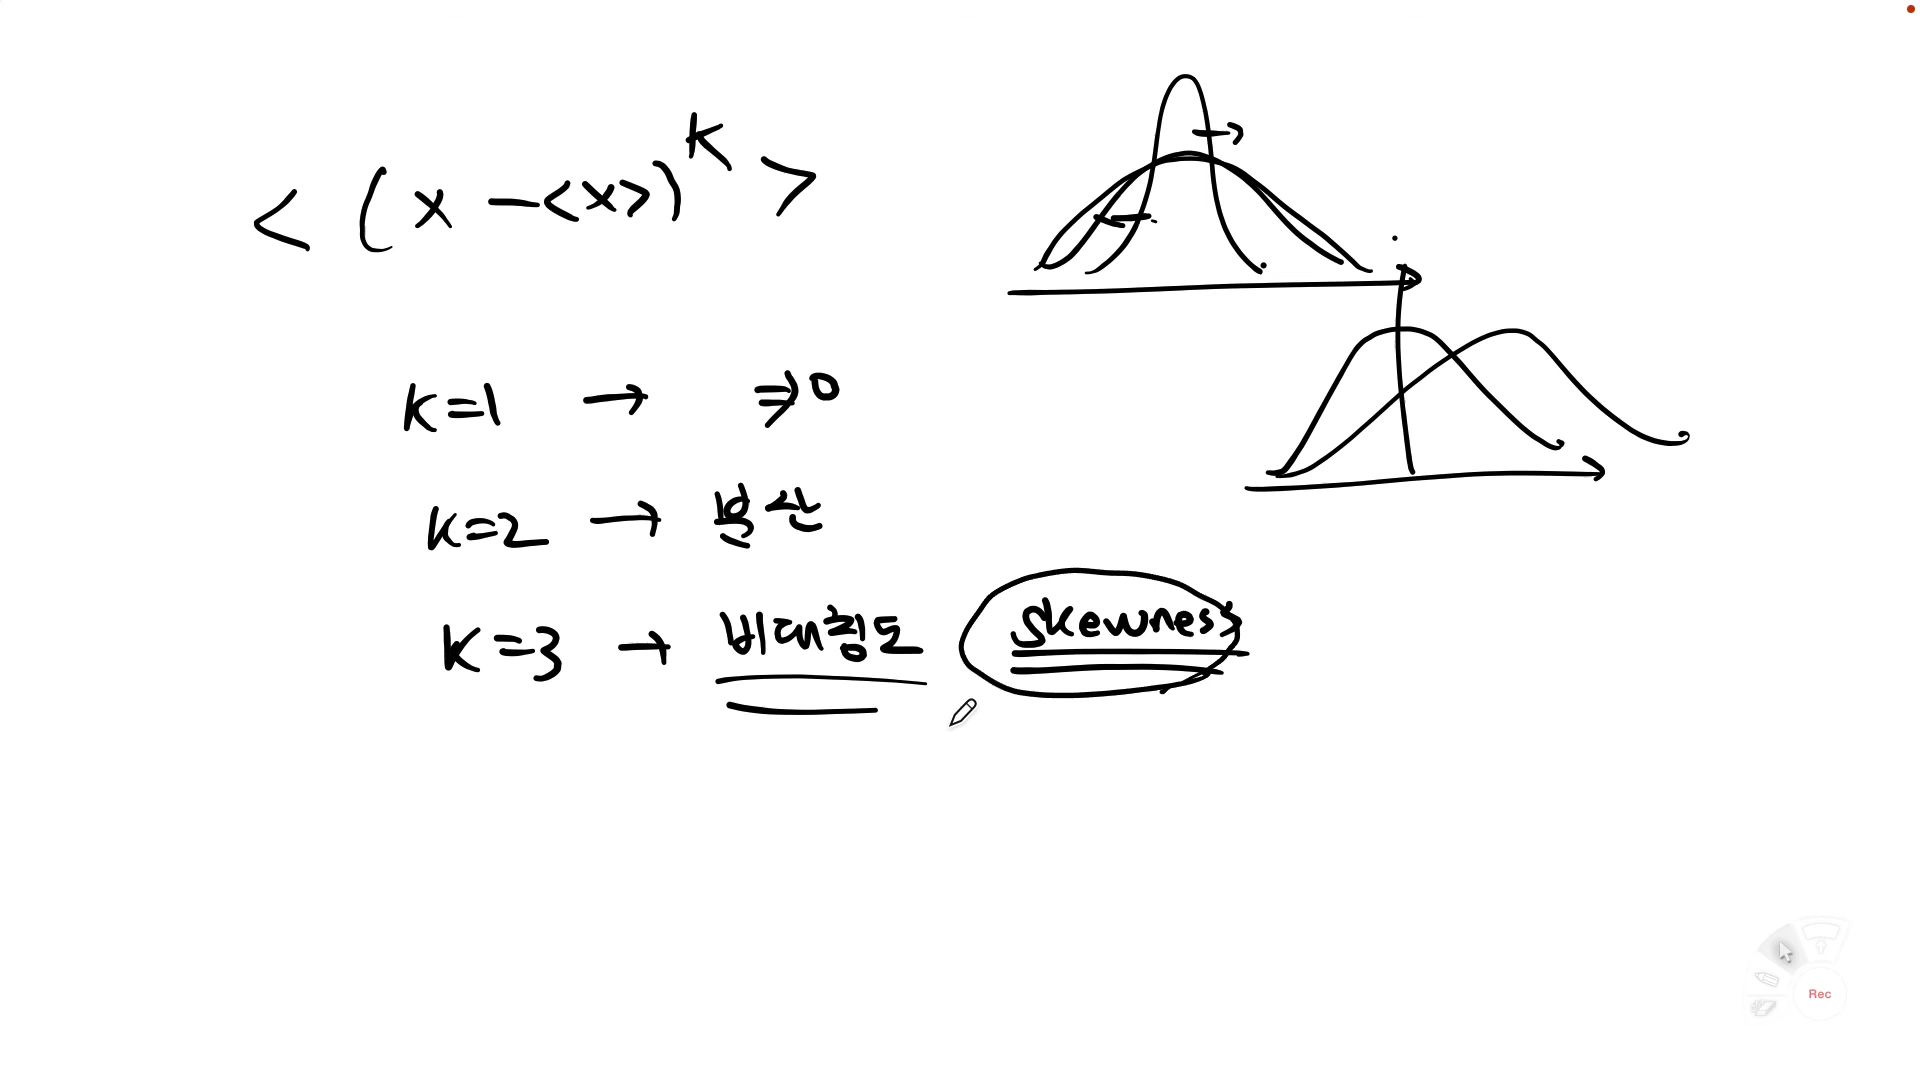 < (x - <x>)^k >
k=1 → ⇒0
k=2 → 분산
k=3 → 비대칭도 skewness
Rec